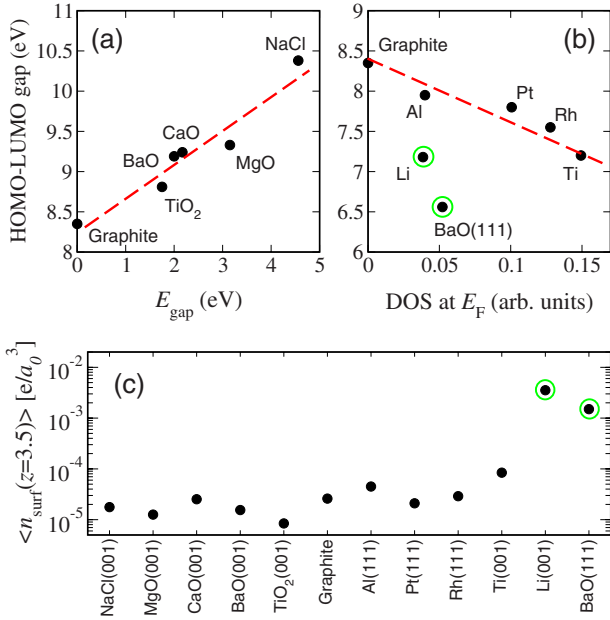 (a)
NaCl
CaO
BaO
MgO
TiO2
Graphite
HOMO-LUMO gap (eV)
11
10.5
10
9.5
9
8.5
8
0 1 2 3 4 5
Egap (eV)
(b)
Graphite
Pt
Al
Rh
Li
Ti
BaO(111)
9
8.5
8
7.5
7
6.5
6
0 0.05 0.1 0.15
DOS at EF (arb. units)
(c)
<nsurf(z=3.5)> [e/a0^3]
10^-2
10^-3
10^-4
10^-5
NaCl(001)
MgO(001)
CaO(001)
BaO(001)
TiO2(001)
Graphite
Al(111)
Pt(111)
Rh(111)
Ti(001)
Li(001)
BaO(111)